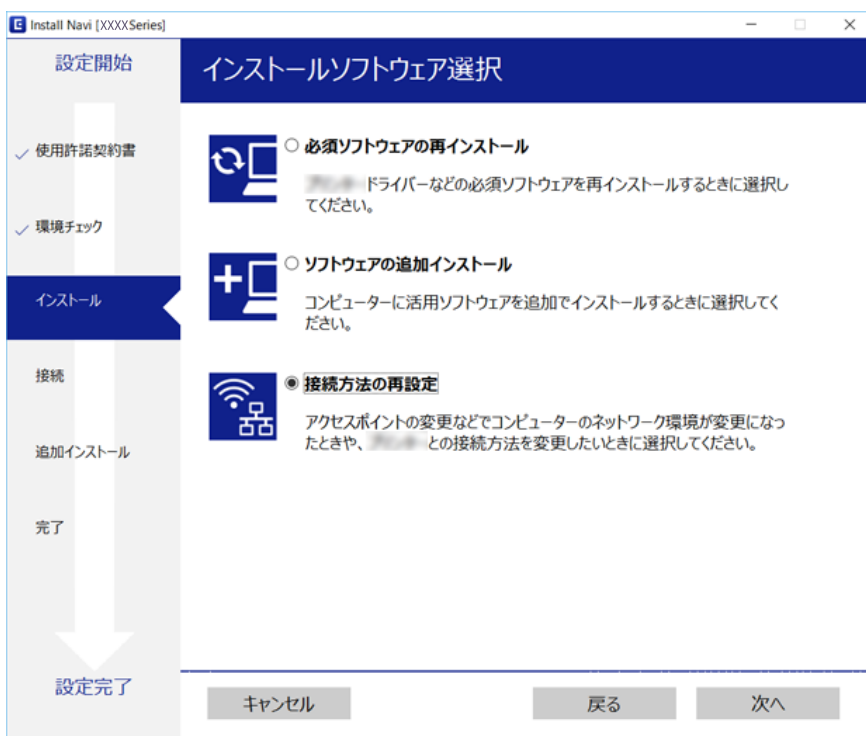 Install Navi [XXXXSeries]
設定開始
使用許諾契約書
環境チェック
インストール
接続
追加インストール
完了
設定完了
インストールソフトウェア選択
必須ソフトウェアの再インストール
ドライバーなどの必須ソフトウェアを再インストールするときに選択し
てください。
ソフトウェアの追加インストール
コンピューターに活用ソフトウェアを追加でインストールするときに選択してく
ださい。
接続方法の再設定
アクセスポイントの変更などでコンピューターのネットワーク環境が変更になっ
たときや、 との接続方法を変更したいときに選択してください。
キャンセル
戻る
次へ